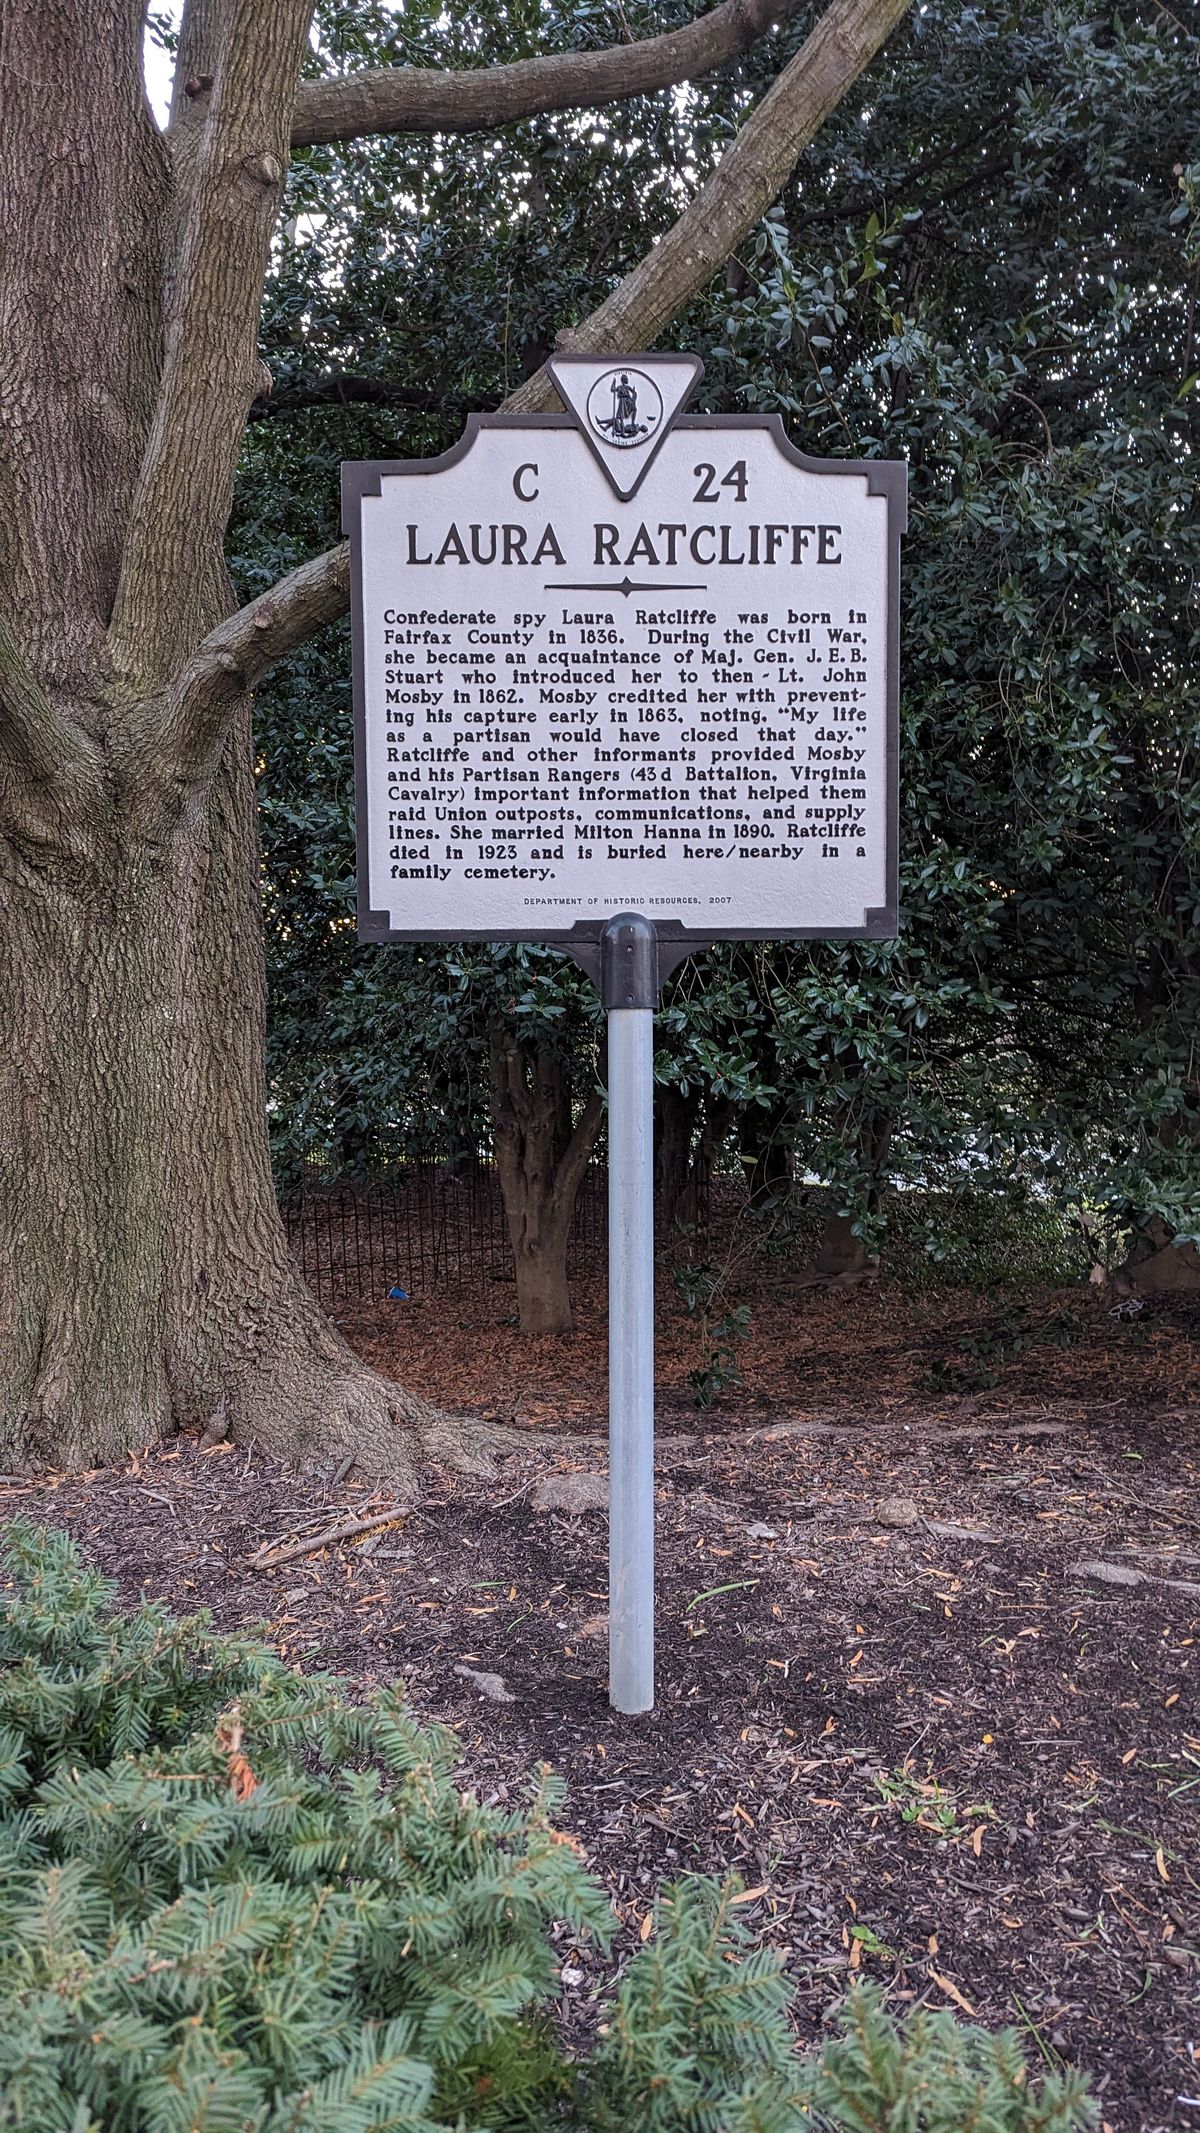 C 24
LAURA RATCLIFFE
Confederate spy Laura Ratcliffe was born in
Fairfax County in 1836. During the Civil War,
she became an acquaintance of Maj. Gen. J. E. B.
Stuart who introduced her to then - Lt. John
Mosby in 1862. Mosby credited her with prevent-
ing his capture early in 1863, noting, “My life
as a partisan would have closed that day.”
Ratcliffe and other informants provided Mosby
and his Partisan Rangers (43d Battalion, Virginia
Cavalry) important information that helped them
raid Union outposts, communications, and supply
lines. She married Milton Hanna in 1890. Ratcliffe
died in 1923 and is buried here/nearby in a
family cemetery.
DEPARTMENT OF HISTORIC RESOURCES, 2007